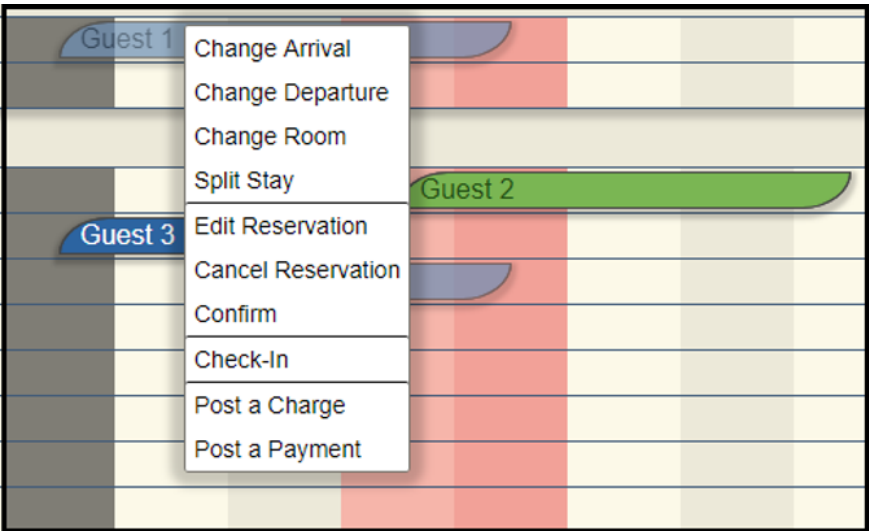 Guest 1
Change Arrival
Change Departure
Change Room
Split Stay
Guest 2
Edit Reservation
Guest 3
Cancel Reservation
Confirm
Check-In
Post a Charge
Post a Payment